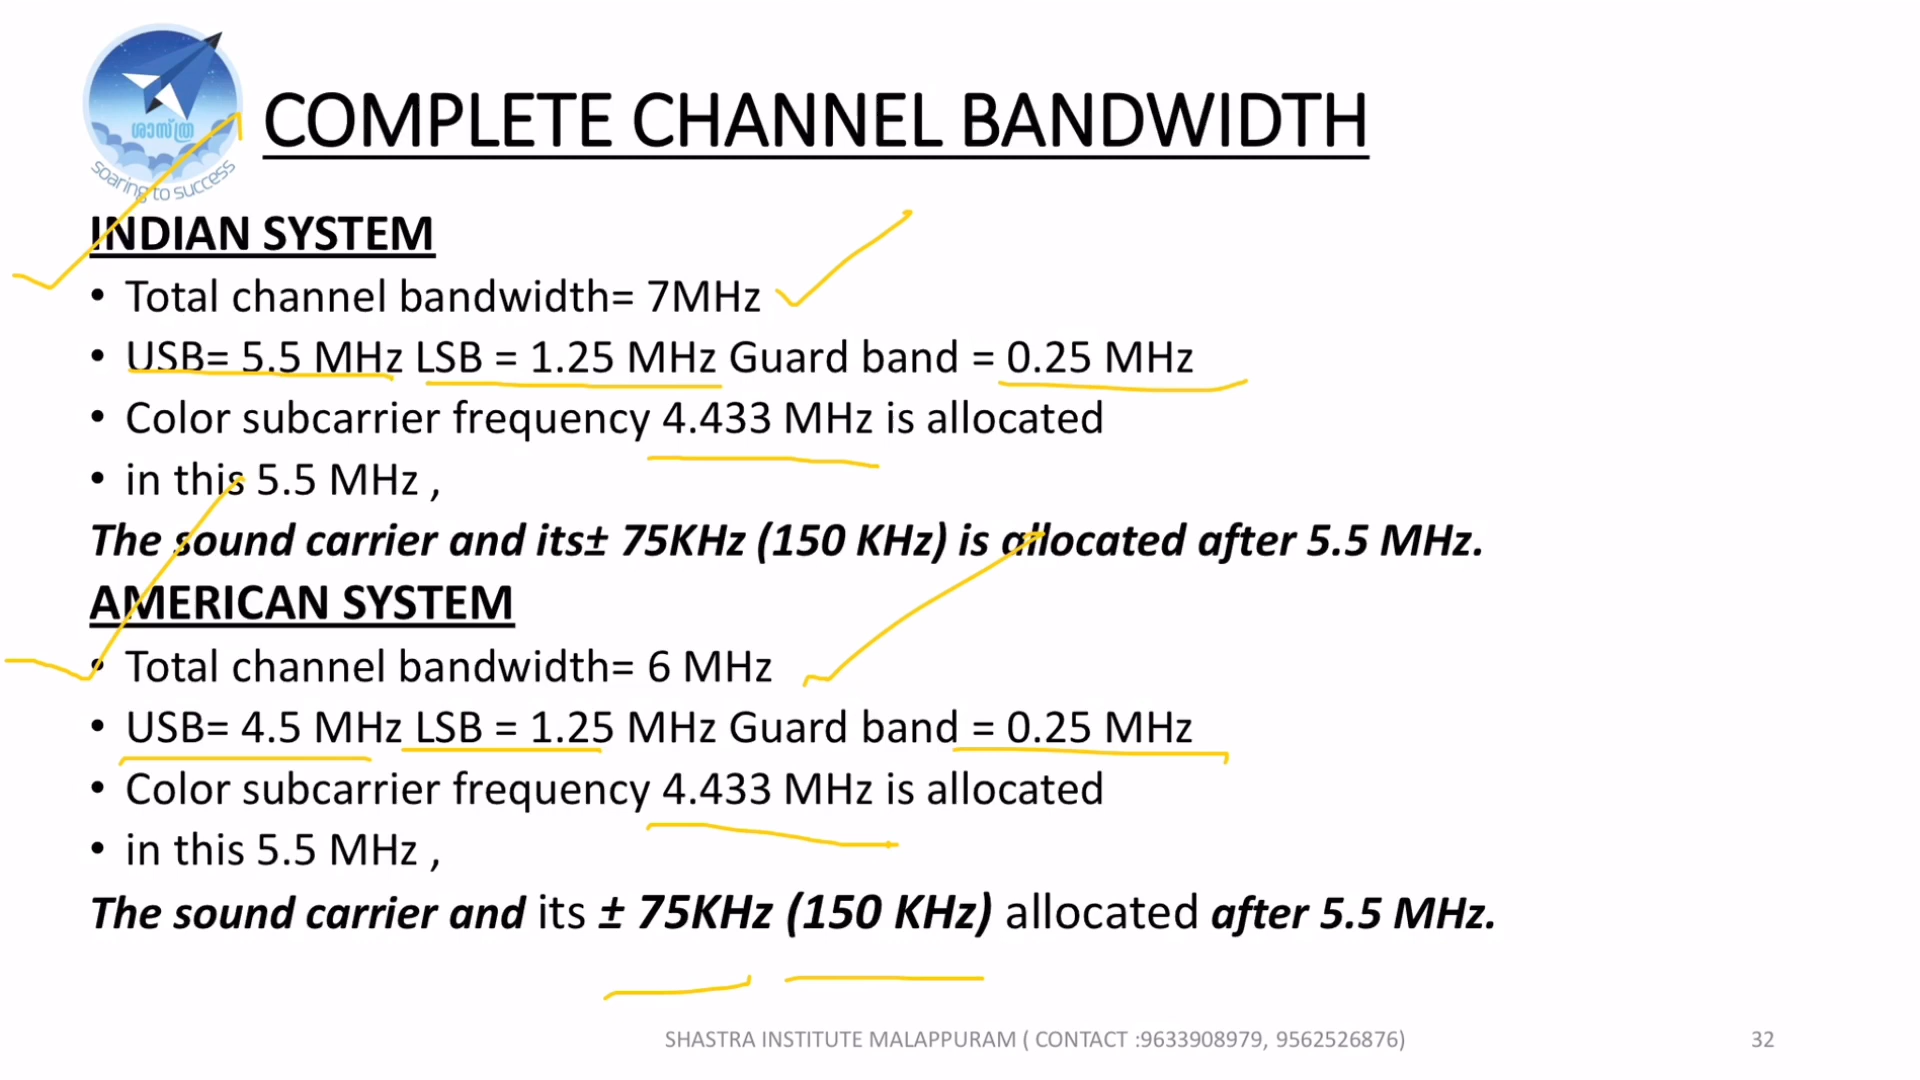 ശാസ്ത്ര
soaring to success
COMPLETE CHANNEL BANDWIDTH
INDIAN SYSTEM
• Total channel bandwidth= 7MHz
• USB= 5.5 MHz LSB = 1.25 MHz Guard band = 0.25 MHz
• Color subcarrier frequency 4.433 MHz is allocated
• in this 5.5 MHz ,
The sound carrier and its± 75KHz (150 KHz) is allocated after 5.5 MHz.
AMERICAN SYSTEM
• Total channel bandwidth= 6 MHz
• USB= 4.5 MHz LSB = 1.25 MHz Guard band = 0.25 MHz
• Color subcarrier frequency 4.433 MHz is allocated
• in this 5.5 MHz ,
The sound carrier and its ± 75KHz (150 KHz) allocated after 5.5 MHz.
SHASTRA INSTITUTE MALAPPURAM ( CONTACT :9633908979, 9562526876)
32